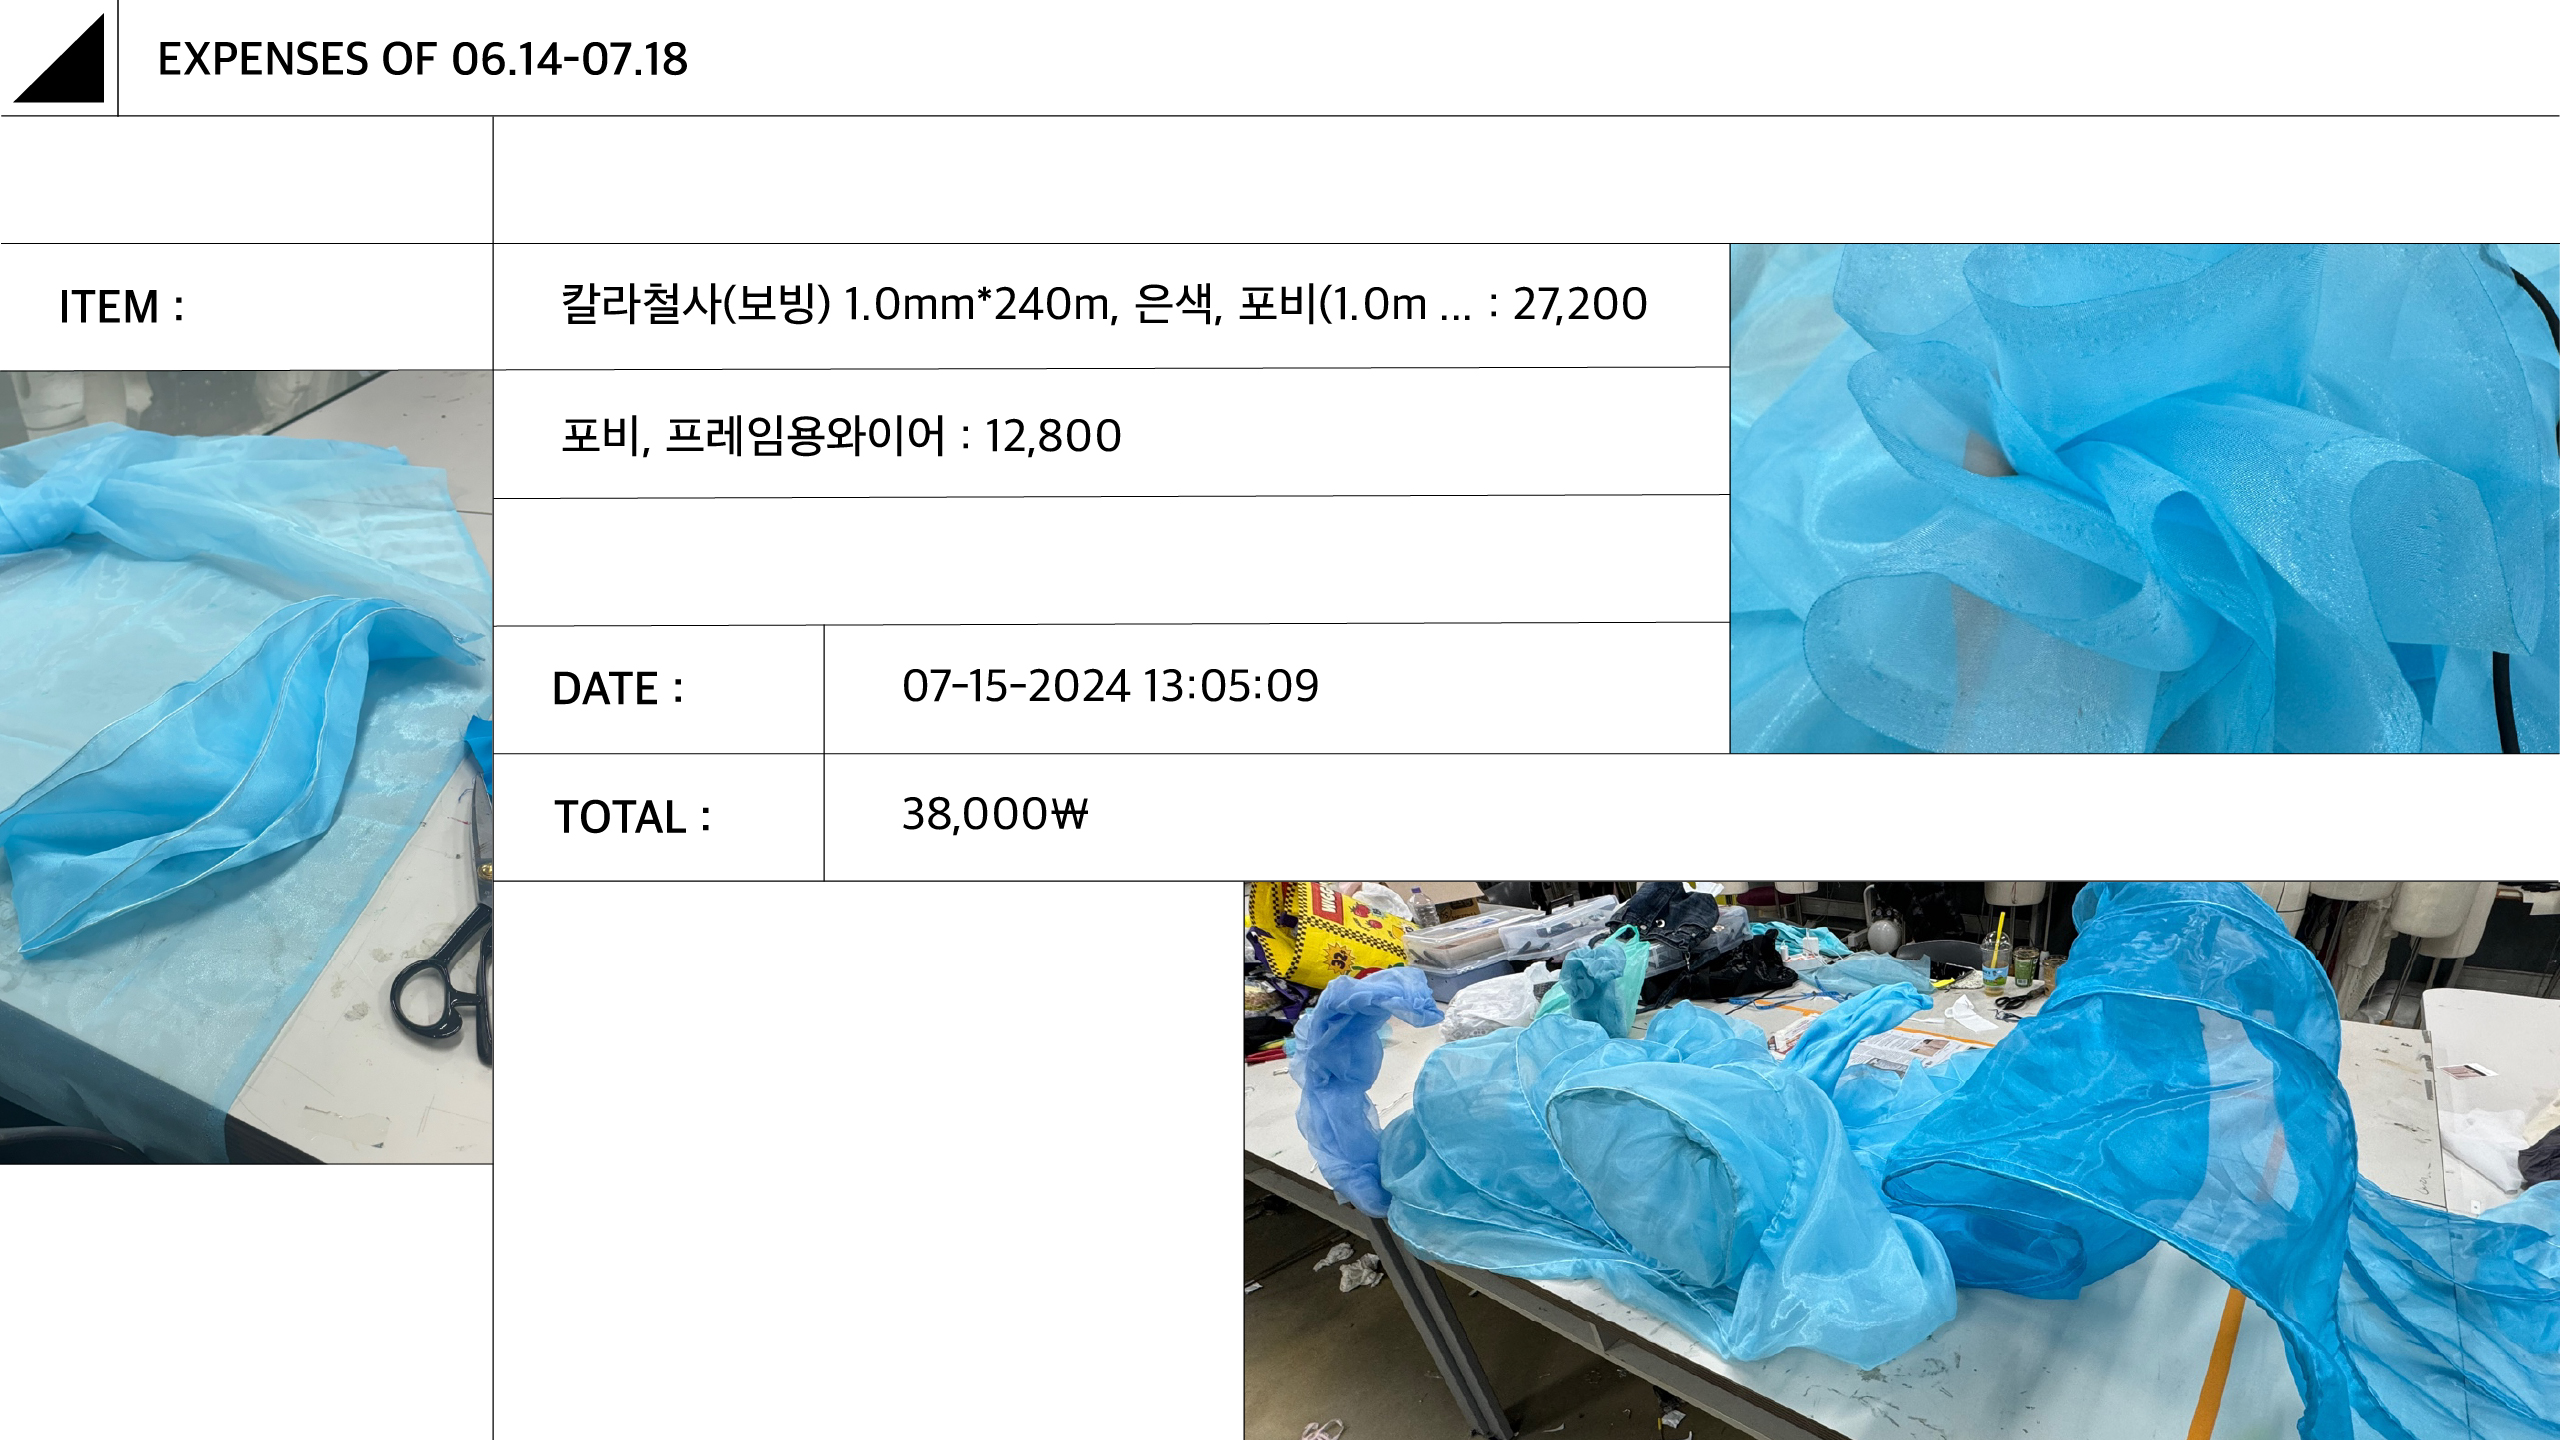 EXPENSES OF 06.14-07.18
ITEM :
칼라철사(보빙) 1.0mm*240m, 은색, 포비(1.0m ... : 27,200
포비, 프레임용와이어 : 12,800
DATE :
07-15-2024 13:05:09
TOTAL :
38,000₩
32